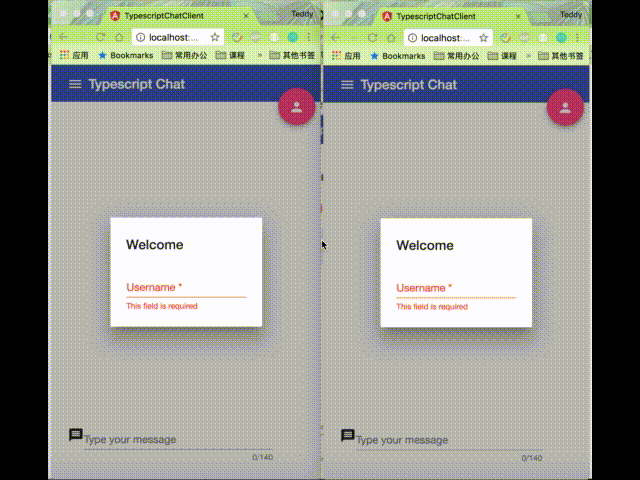 TypescriptChatClient
Teddy
localhost:...
应用
Bookmarks
常用办公
课程
»
其他书签
Typescript Chat
Welcome
Username *
This field is required
Type your message
0/140
TypescriptChatClient
Teddy
localhost:...
应用
Bookmarks
常用办公
课程
»
其他书签
Typescript Chat
Welcome
Username *
This field is required
Type your message
0/140